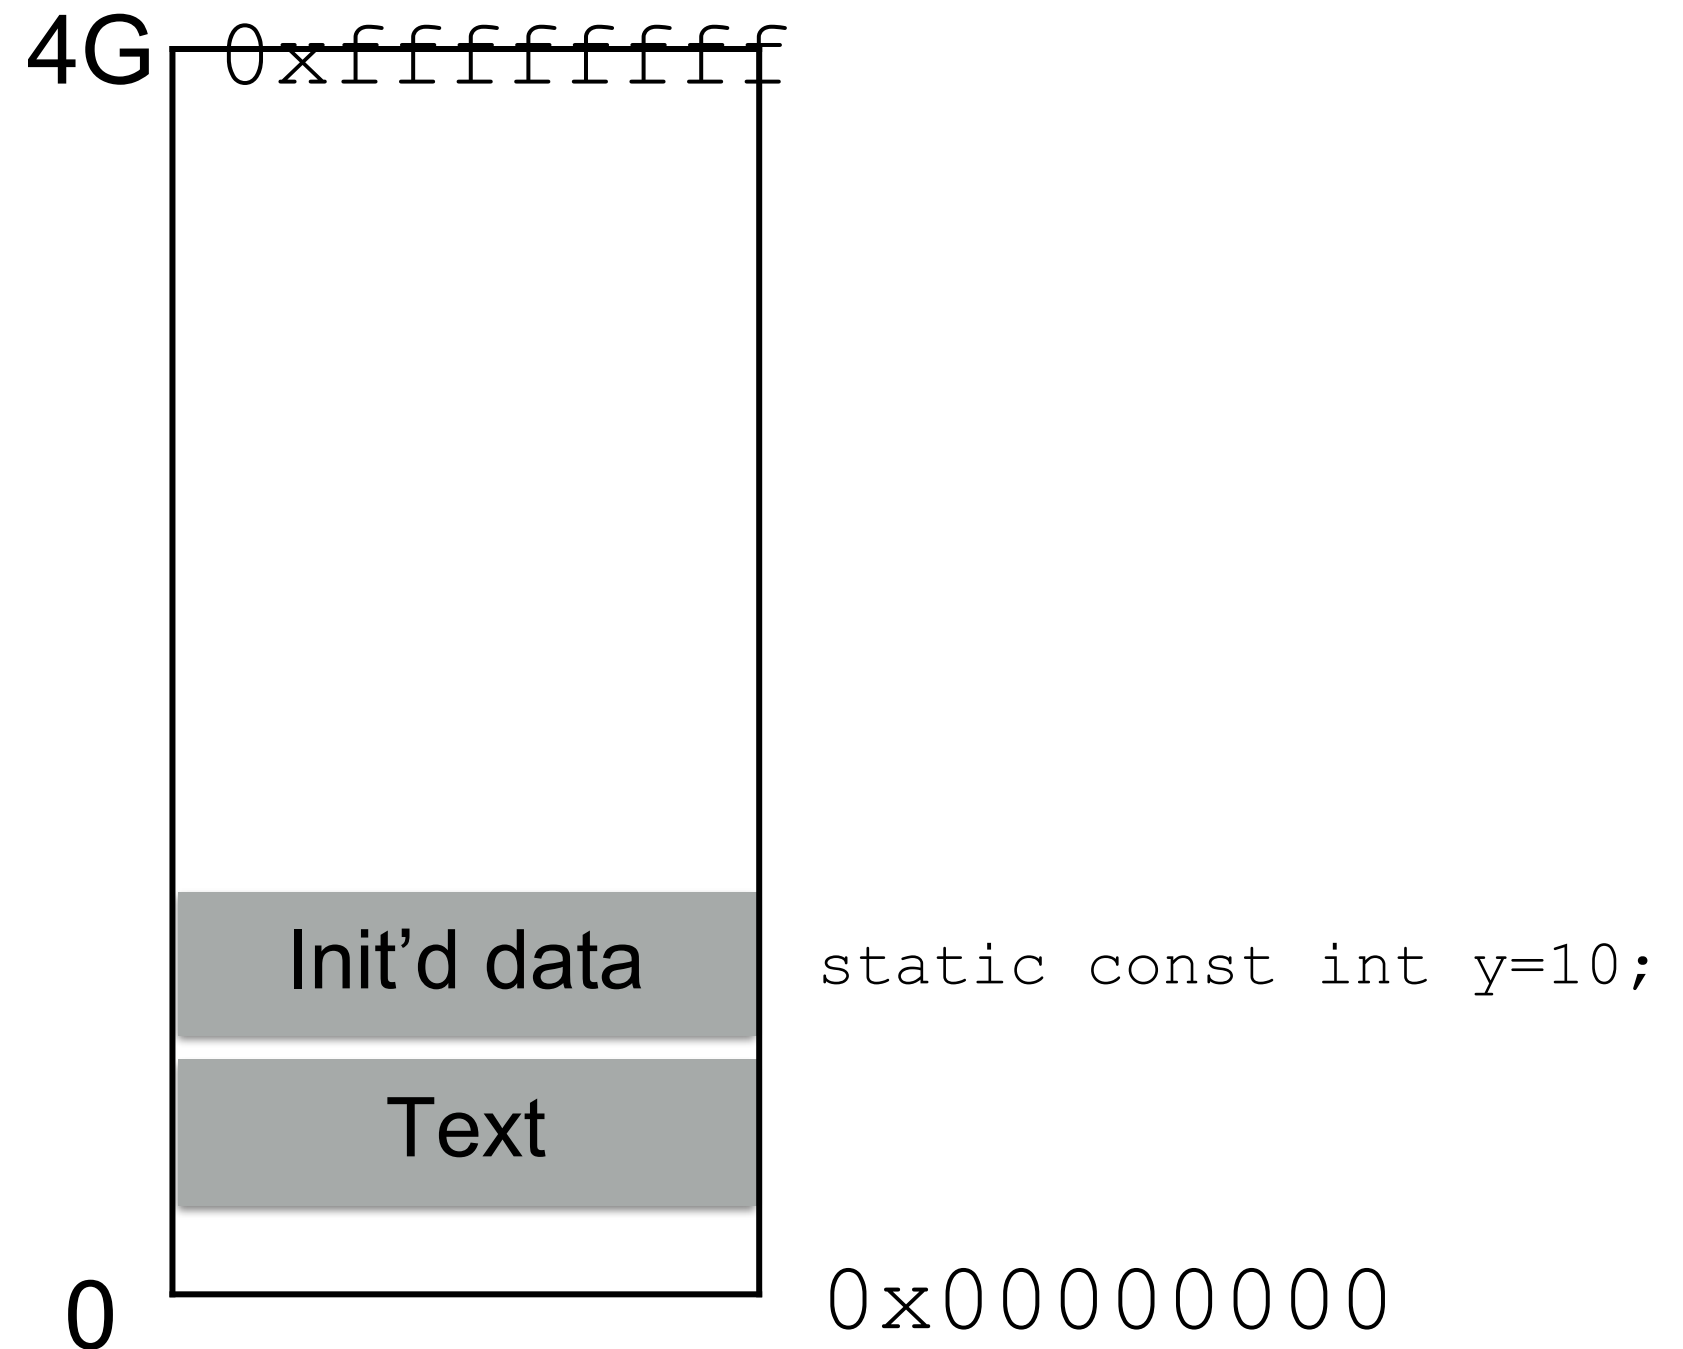 4G 0xffffffff
Init’d data static const int y=10;
Text
0 0x00000000